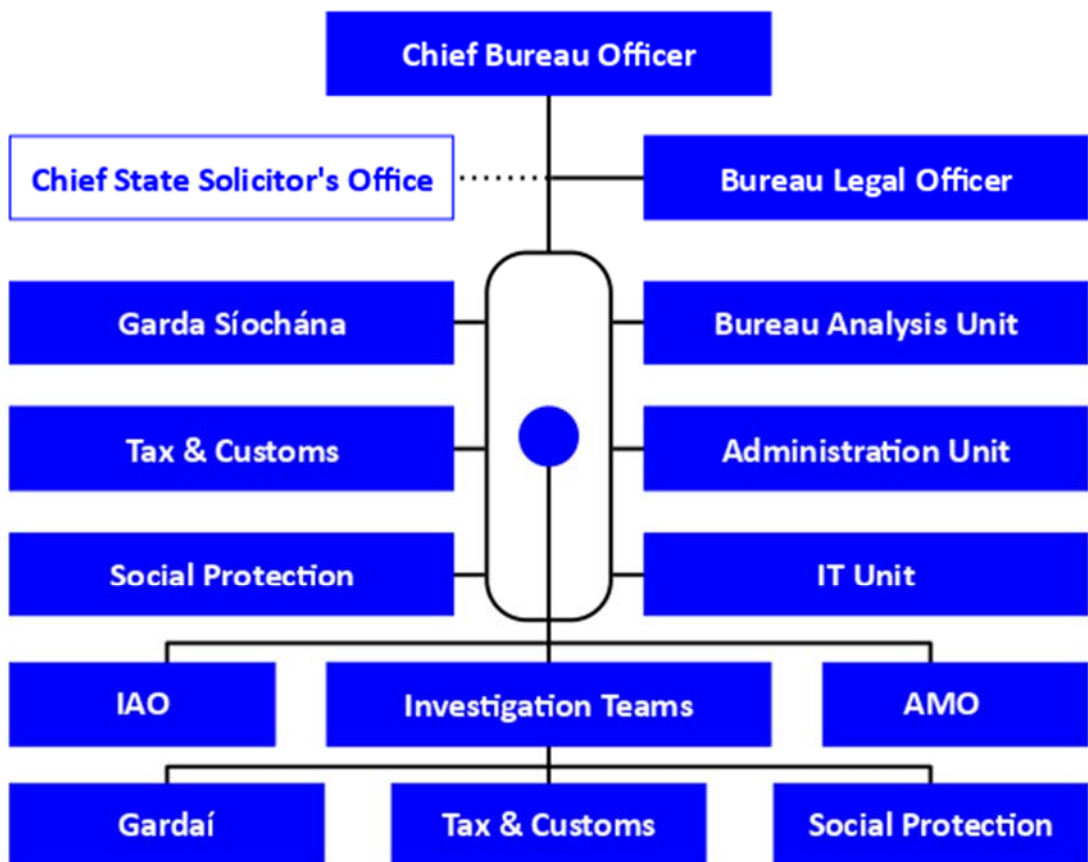 Chief Bureau Officer
Chief State Solicitor's Office
Bureau Legal Officer
Garda Síochána
Bureau Analysis Unit
Tax & Customs
Administration Unit
Social Protection
IT Unit
IAO
Investigation Teams
AMO
Gardaí
Tax & Customs
Social Protection